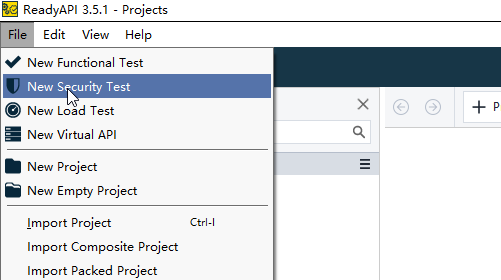 ReadyAPI 3.5.1 - Projects
File Edit View Help
New Functional Test
New Security Test
New Load Test
New Virtual API
New Project
New Empty Project
Import Project Ctrl-I
Import Composite Project
Import Packed Project